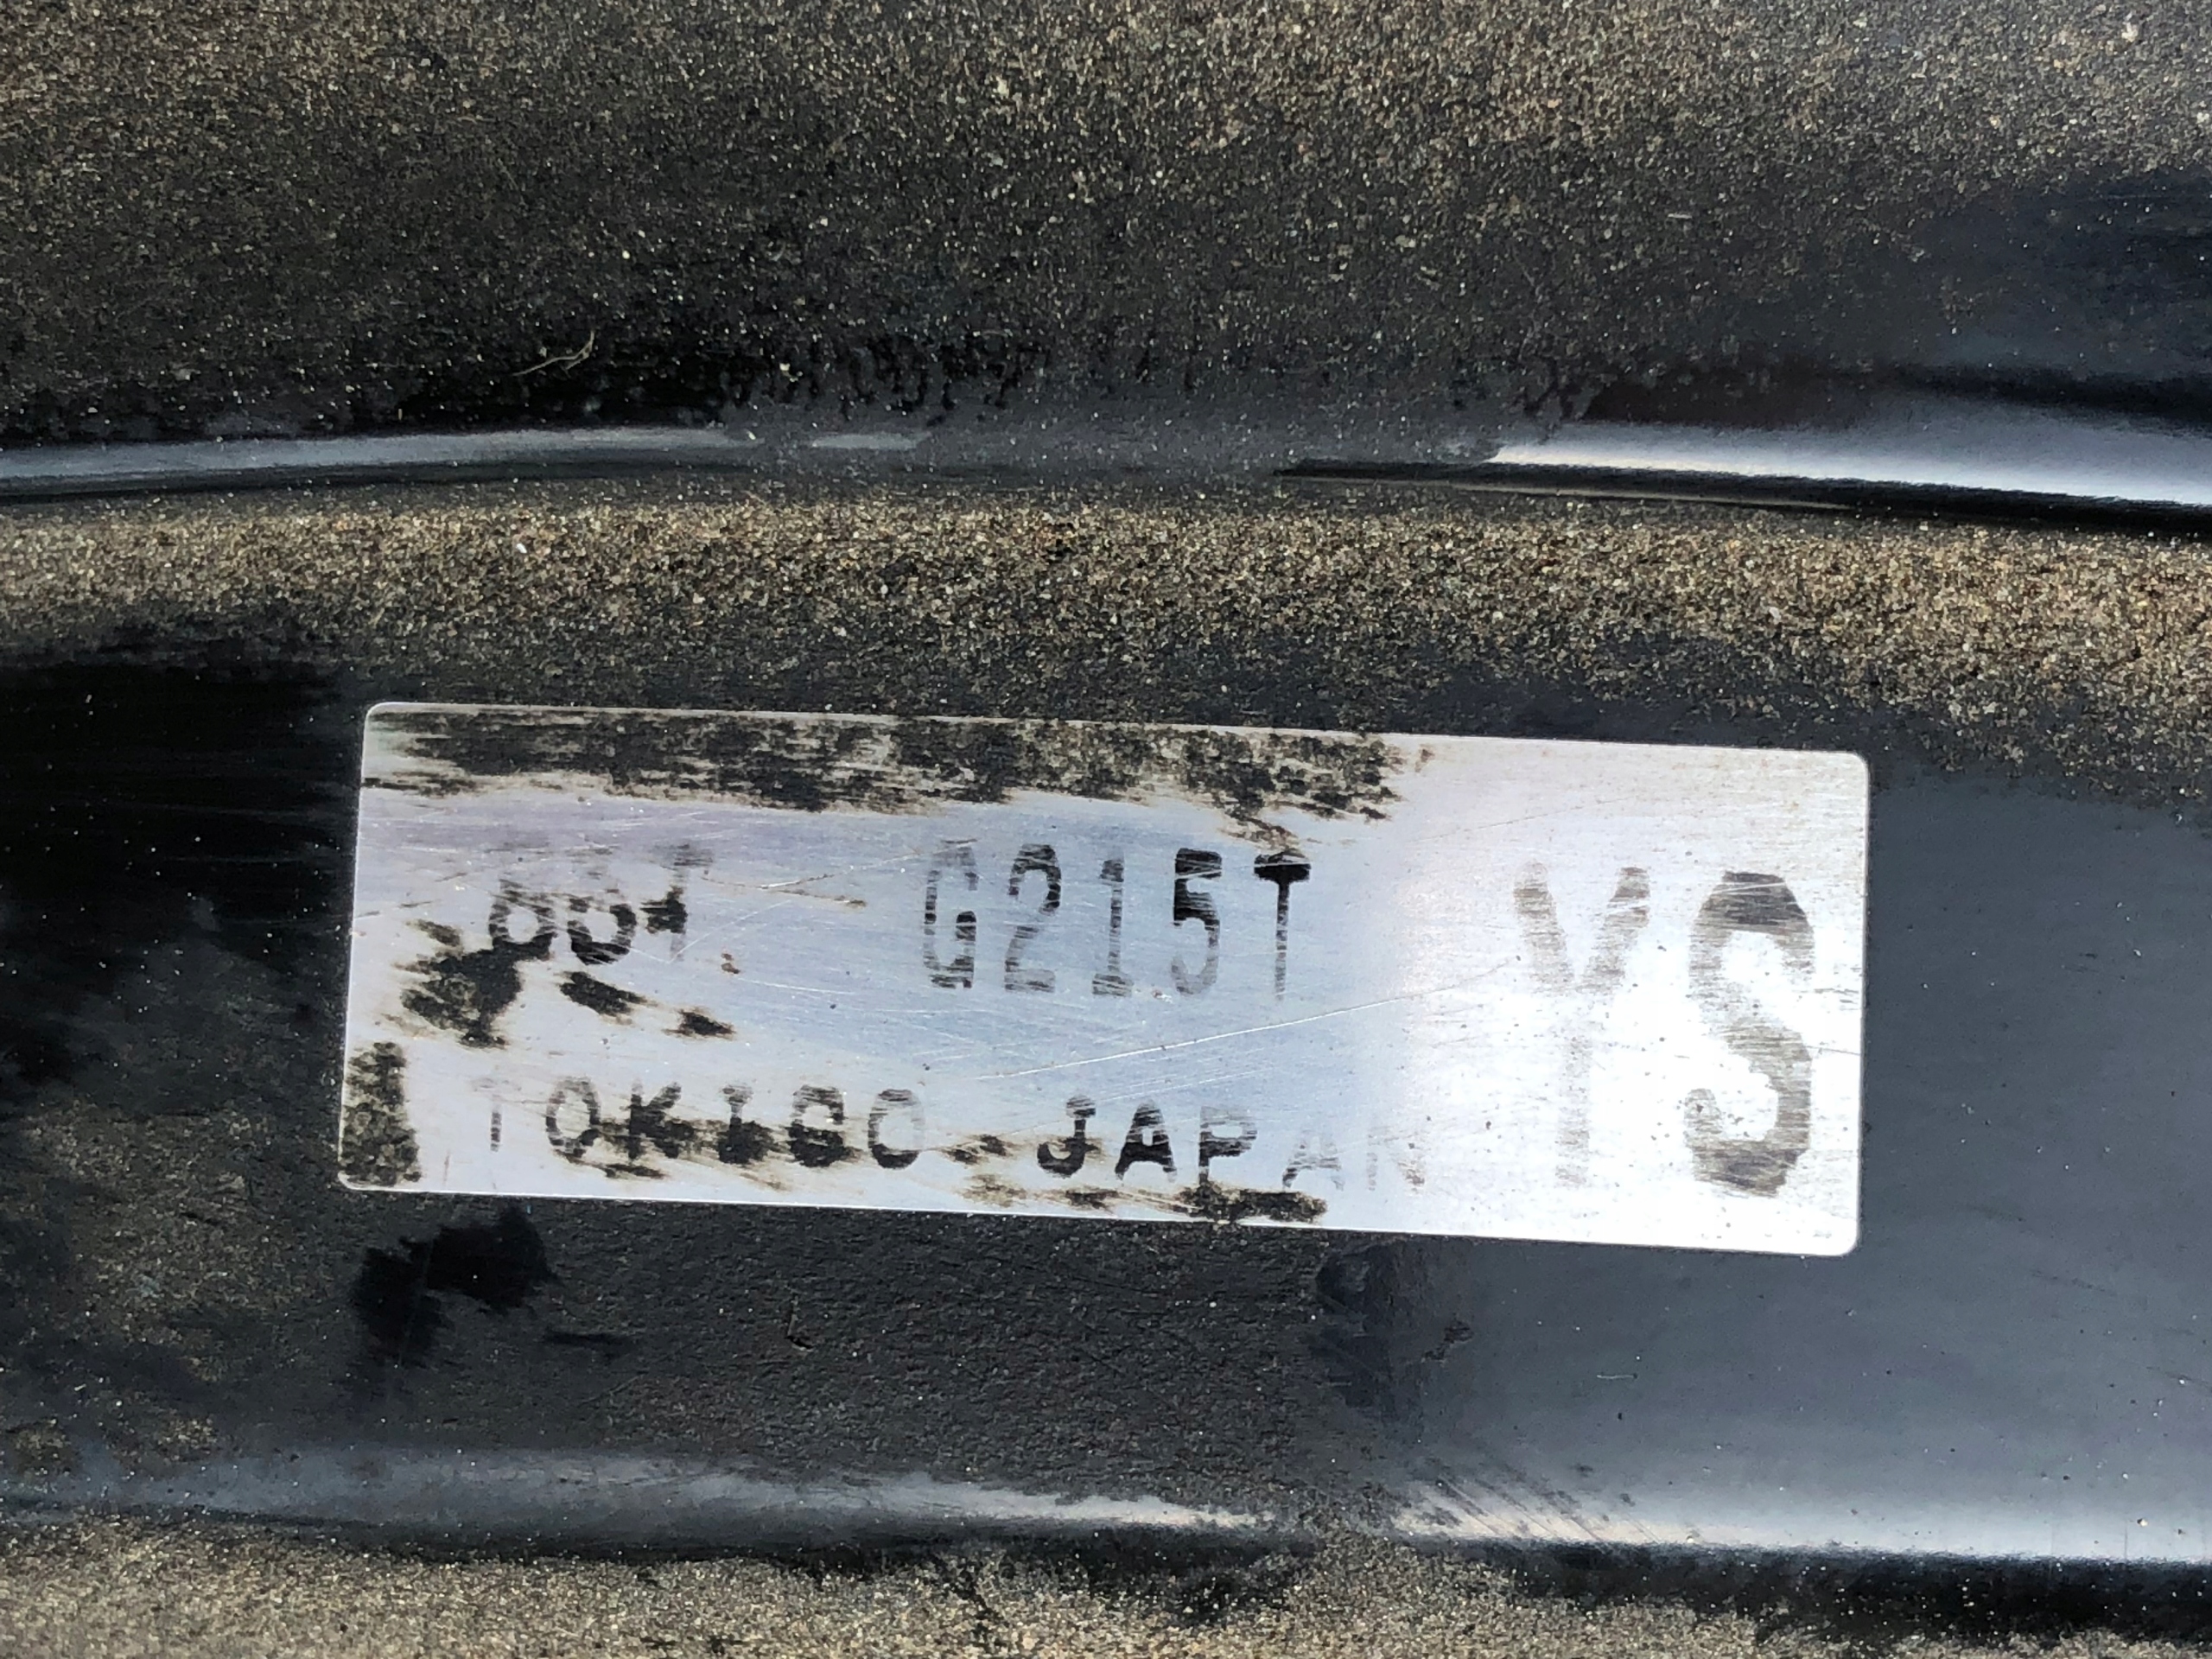 G215T YS
TOKICO JAPAN